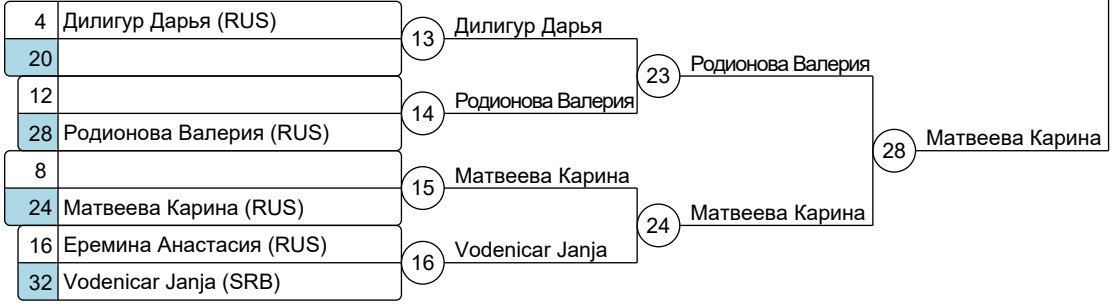 4 Дилигур Дарья (RUS)
20
12
28 Родионова Валерия (RUS)
8
24 Матвеева Карина (RUS)
16 Еремина Анастасия (RUS)
32 Vodenicar Janja (SRB)
13 Дилигур Дарья
14 Родионова Валерия
15 Матвеева Карина
16 Vodenicar Janja
23 Родионова Валерия
24 Матвеева Карина
28 Матвеева Карина